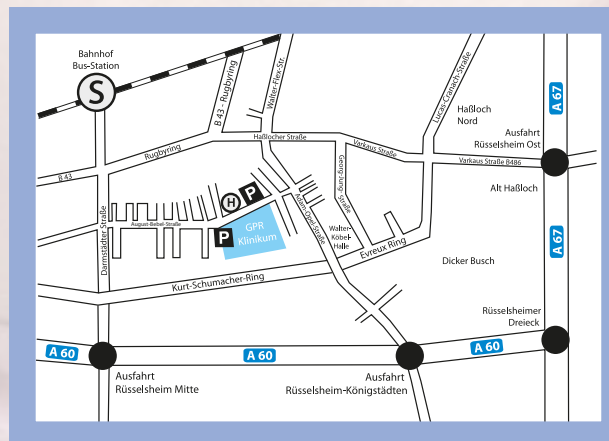 Bahnhof
Bus-Station
S
B 43 - Rugbyring
Walter-Flex-Str.
Lucas-Cranach-Straße
A 67
Haßloch
Nord
Ausfahrt
Rüsselsheim Ost
Haßlocher Straße
Varkaus Straße
Varkaus Straße B486
Rugbyring
B 43
Georg-Jung-
Straße
Alt Haßloch
H
P
Adam-Opel-Straße
August-Bebel-Straße
P
GPR
Klinikum
Walter-
Köbel-
Halle
Evreux Ring
A 67
Darmstädter Straße
Dicker Busch
Kurt-Schumacher-Ring
Rüsselsheimer
Dreieck
A 60
A 60
A 60
Ausfahrt
Rüsselsheim Mitte
Ausfahrt
Rüsselsheim-Königstädten